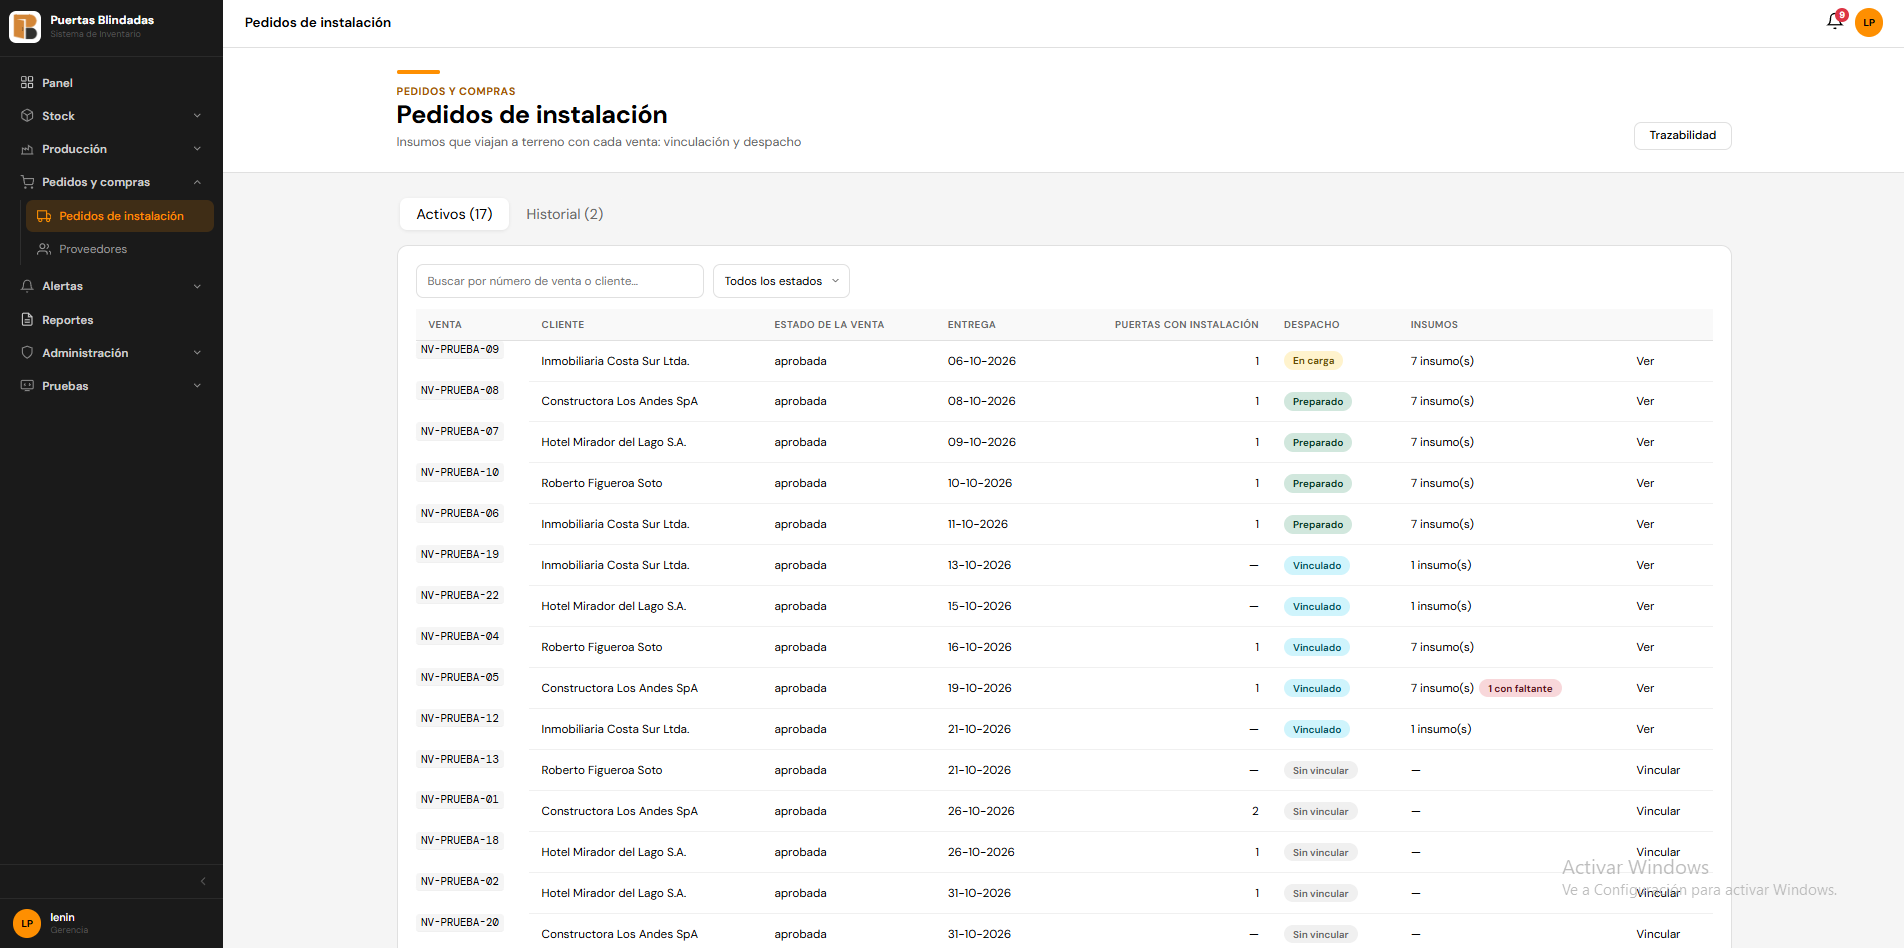 Puertas Blindadas
Sistema de Inventario
Panel
Stock
Producción
Pedidos y compras
Pedidos de instalación
Proveedores
Alertas
Reportes
Administración
Pruebas
LP
lenin
Gerencia
Pedidos de instalación
9
LP
PEDIDOS Y COMPRAS
Pedidos de instalación
Insumos que viajan a terreno con cada venta: vinculación y despacho
Trazabilidad
Activos (17) Historial (2)
Buscar por número de venta o cliente… Todos los estados
VENTA CLIENTE ESTADO DE LA VENTA ENTREGA PUERTAS CON INSTALACIÓN DESPACHO INSUMOS
NV-PRUEBA-09 Inmobiliaria Costa Sur Ltda. aprobada 06-10-2026 1 En carga 7 insumo(s) Ver
NV-PRUEBA-08 Constructora Los Andes SpA aprobada 08-10-2026 1 Preparado 7 insumo(s) Ver
NV-PRUEBA-07 Hotel Mirador del Lago S.A. aprobada 09-10-2026 1 Preparado 7 insumo(s) Ver
NV-PRUEBA-10 Roberto Figueroa Soto aprobada 10-10-2026 1 Preparado 7 insumo(s) Ver
NV-PRUEBA-06 Inmobiliaria Costa Sur Ltda. aprobada 11-10-2026 1 Preparado 7 insumo(s) Ver
NV-PRUEBA-19 Inmobiliaria Costa Sur Ltda. aprobada 13-10-2026 — Vinculado 1 insumo(s) Ver
NV-PRUEBA-22 Hotel Mirador del Lago S.A. aprobada 15-10-2026 — Vinculado 1 insumo(s) Ver
NV-PRUEBA-04 Roberto Figueroa Soto aprobada 16-10-2026 1 Vinculado 7 insumo(s) Ver
NV-PRUEBA-05 Constructora Los Andes SpA aprobada 19-10-2026 1 Vinculado 7 insumo(s) 1 con faltante Ver
NV-PRUEBA-12 Inmobiliaria Costa Sur Ltda. aprobada 21-10-2026 — Vinculado 1 insumo(s) Ver
NV-PRUEBA-13 Roberto Figueroa Soto aprobada 21-10-2026 — Sin vincular — Vincular
NV-PRUEBA-01 Constructora Los Andes SpA aprobada 26-10-2026 2 Sin vincular — Vincular
NV-PRUEBA-18 Hotel Mirador del Lago S.A. aprobada 26-10-2026 1 Sin vincular — Vincular
NV-PRUEBA-02 Hotel Mirador del Lago S.A. aprobada 31-10-2026 1 Sin vincular — Vincular
NV-PRUEBA-20 Constructora Los Andes SpA aprobada 31-10-2026 — Sin vincular — Vincular
Activar Windows
Ve a Configuración para activar Windows.